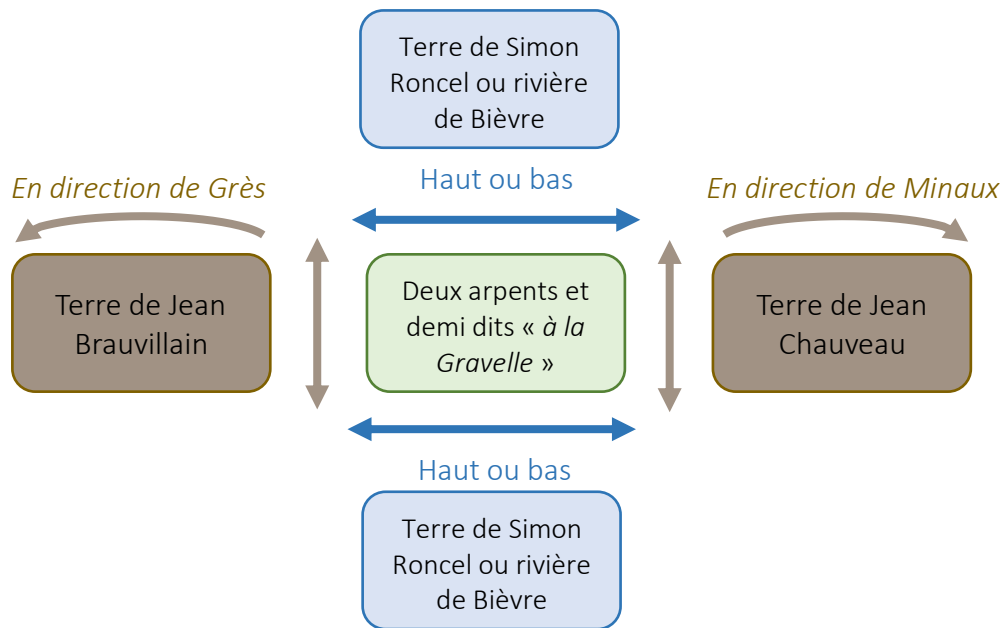 Terre de Simon
Roncel ou rivière
de Bièvre
En direction de Grès
Haut ou bas
En direction de Minaux
Terre de Jean
Brauvillain
Deux arpents et
demi dits « à la
Gravelle »
Terre de Jean
Chauveau
Haut ou bas
Terre de Simon
Roncel ou rivière
de Bièvre